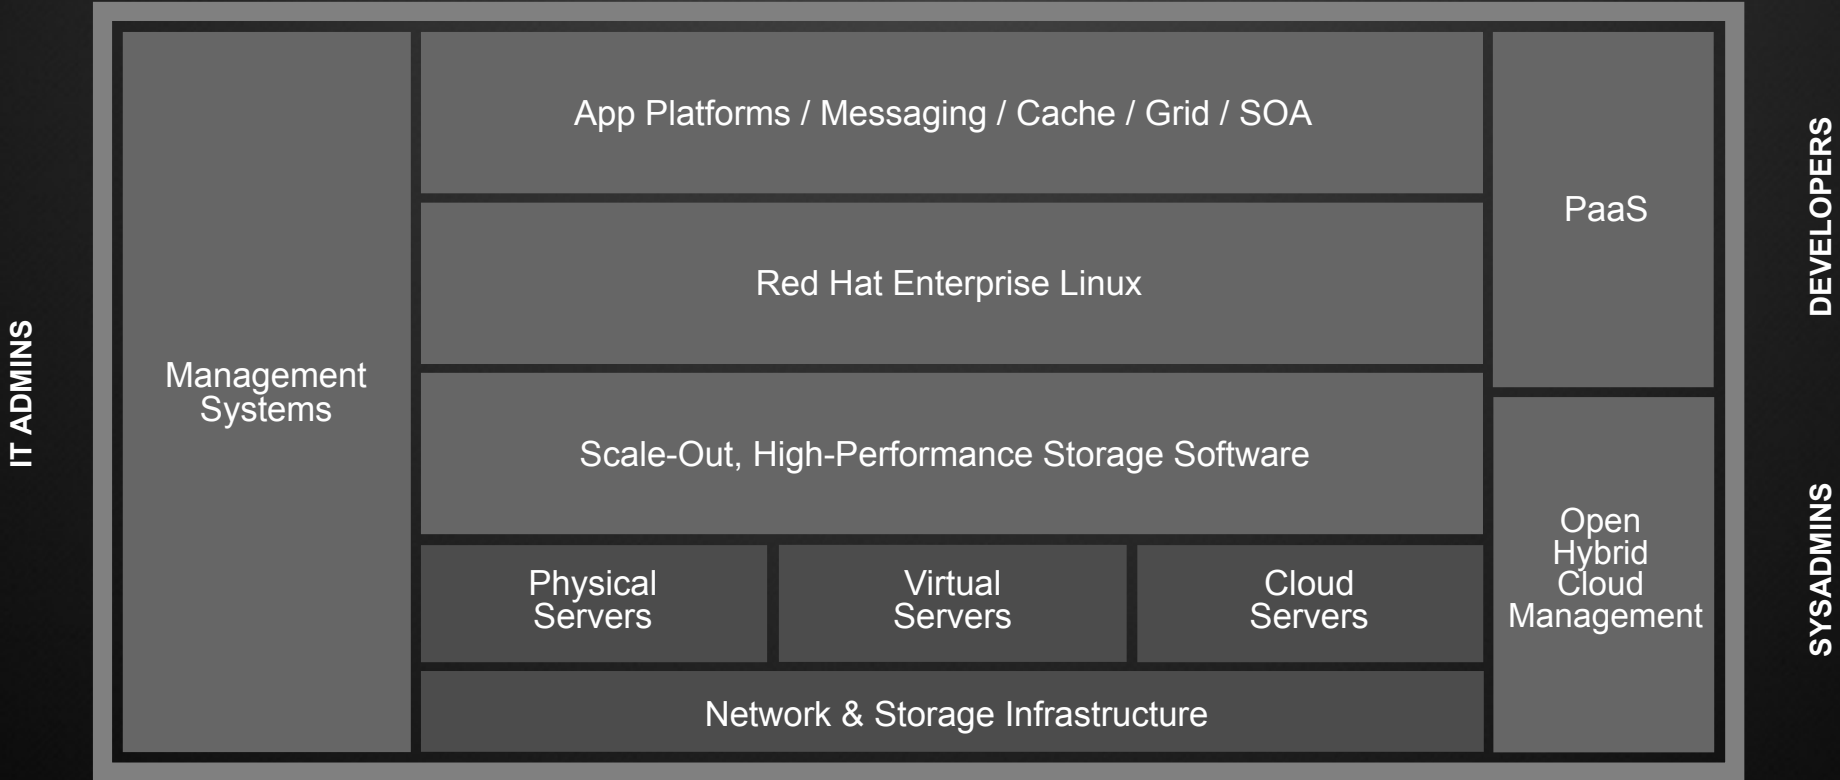 IT ADMINS
Management
Systems
App Platforms / Messaging / Cache / Grid / SOA
Red Hat Enterprise Linux
Scale-Out, High-Performance Storage Software
Physical
Servers
Virtual
Servers
Cloud
Servers
Network & Storage Infrastructure
PaaS
Open
Hybrid
Cloud
Management
DEVELOPERS
SYSADMINS